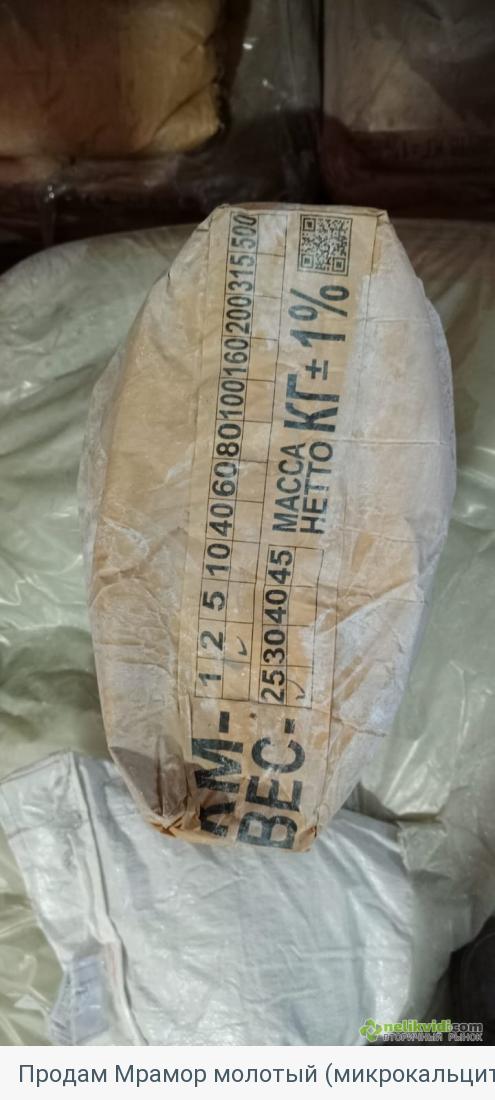 КМ- 1 2 5 10 40 60 80 100 160 200 315 500
ВЕС- 25 30 40 45 МАССА
НЕТТО КГ ± 1%
nelikvidi.com
ВТОРИЧНЫЙ РЫНОК
Продам Мрамор молотый (микрокальцит